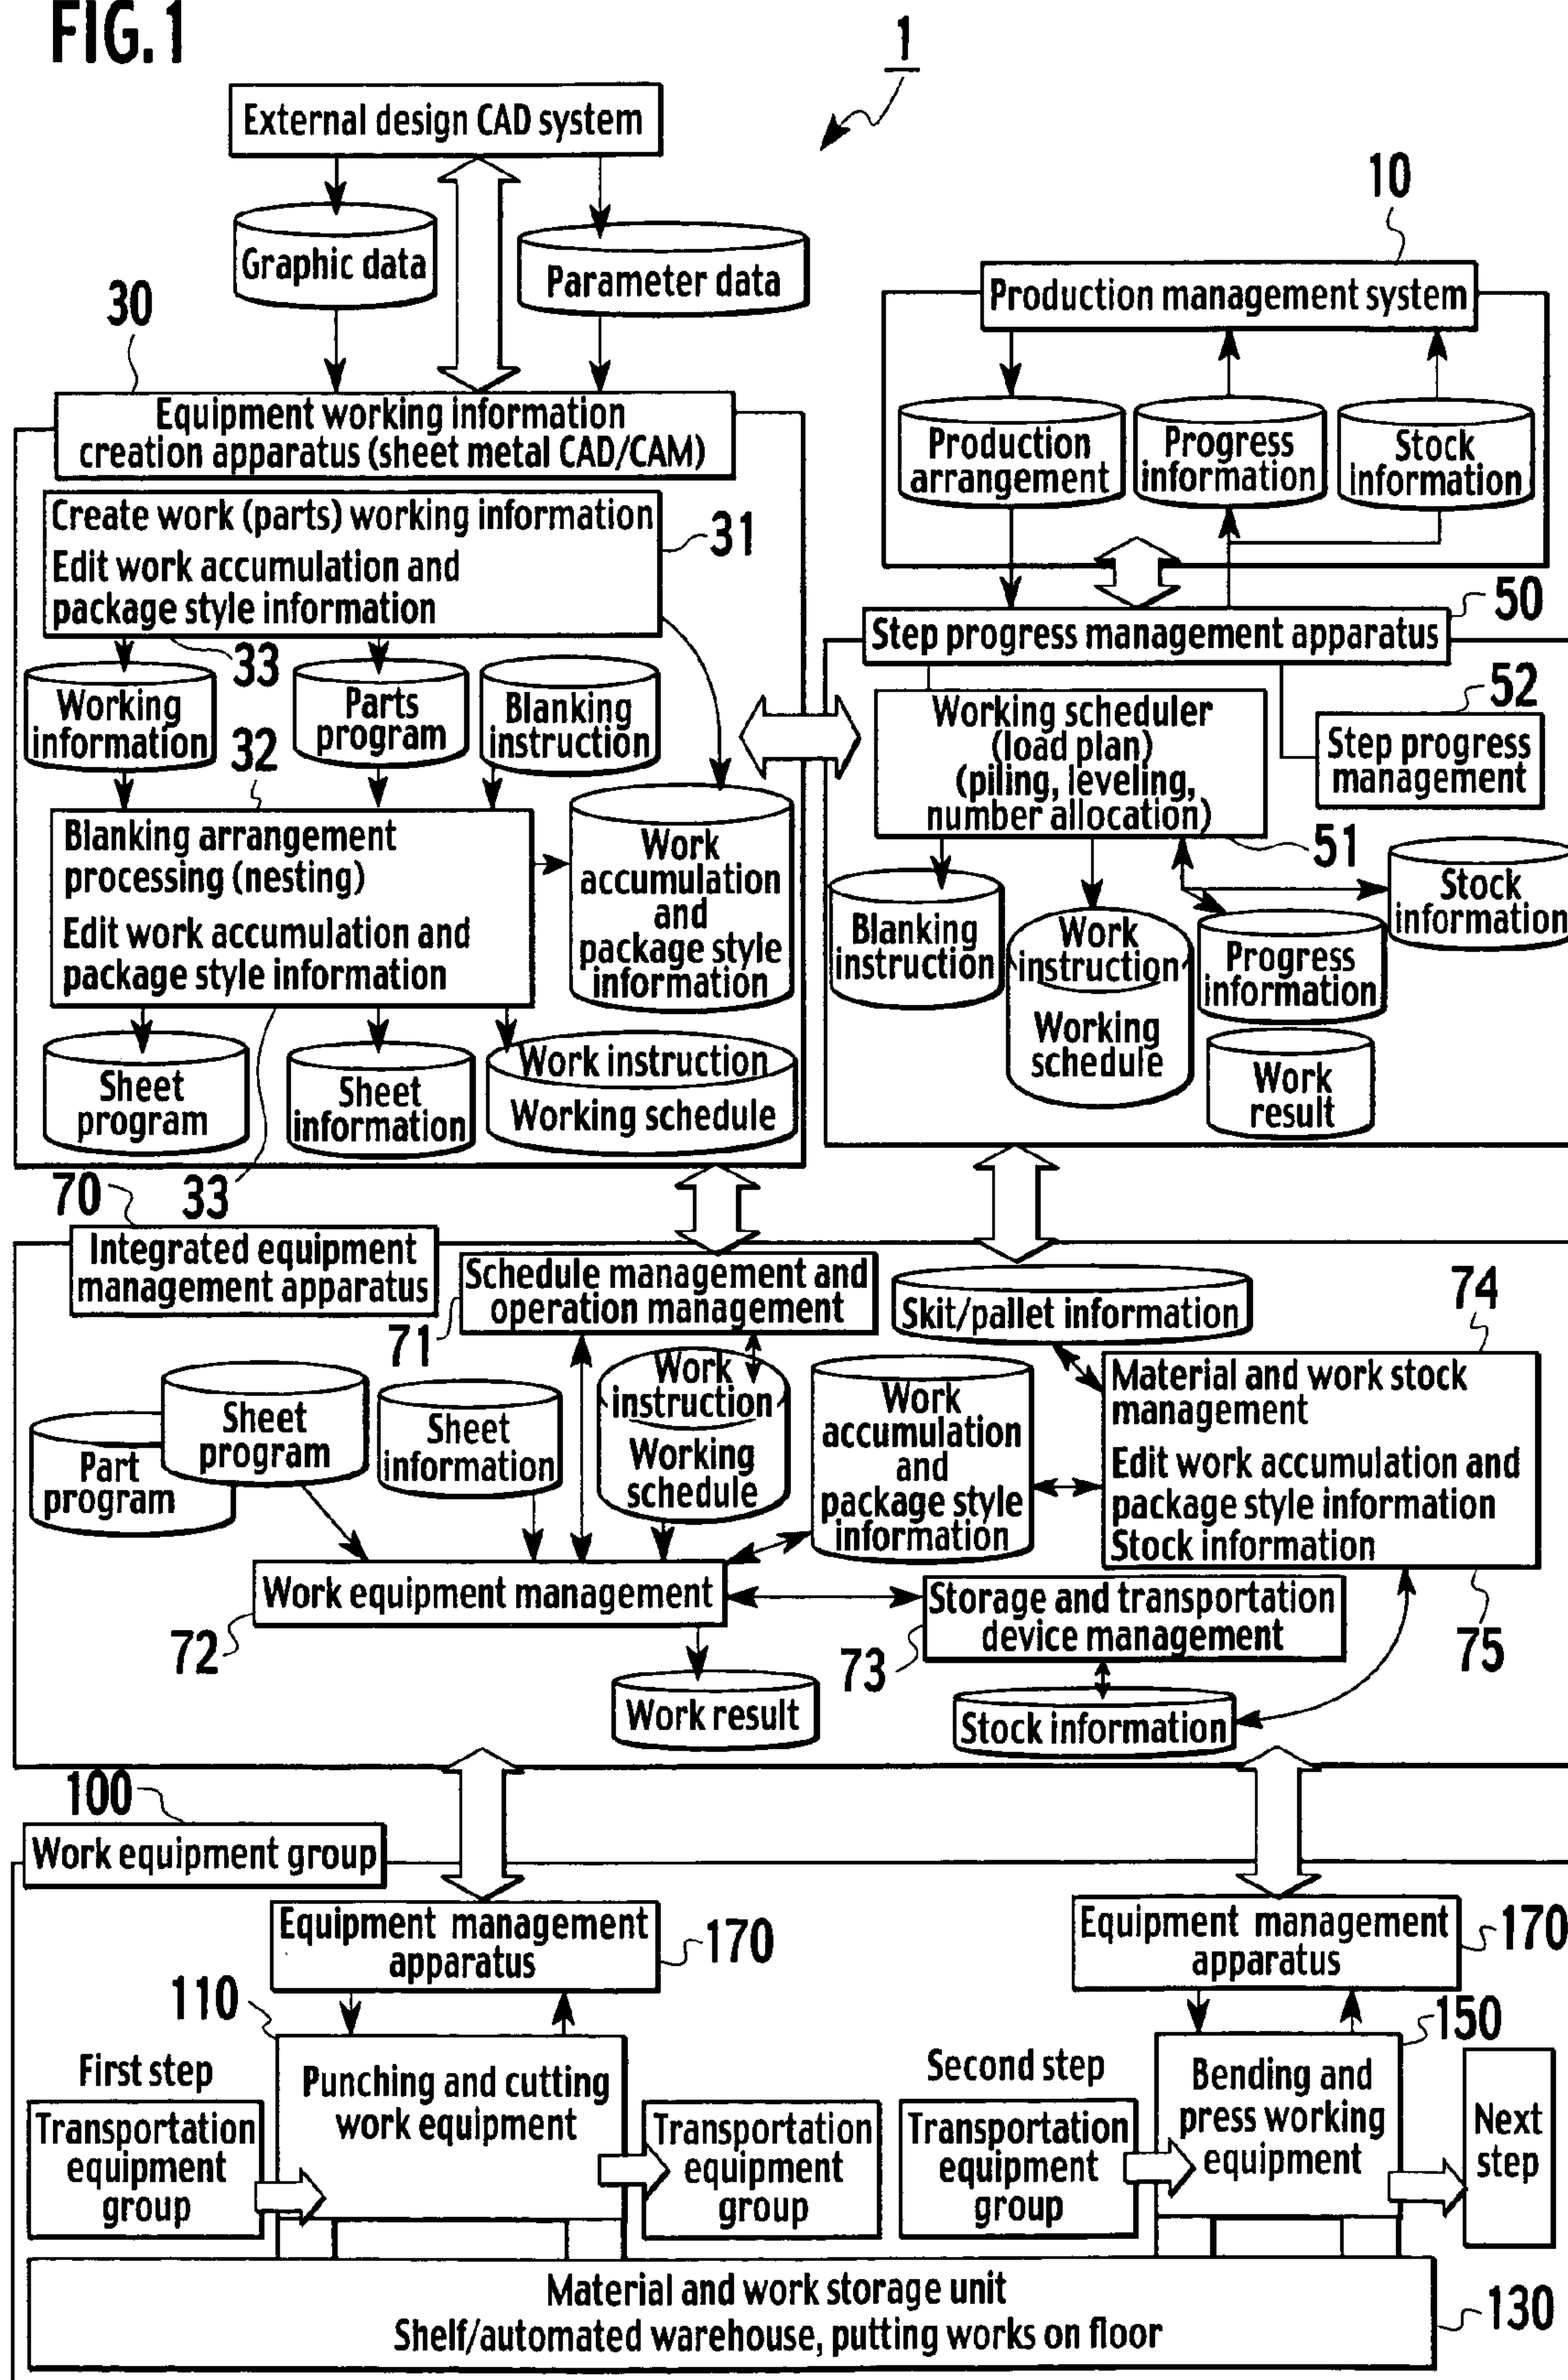 FIG.1
1
External design CAD system
Graphic data
Parameter data
10
Production management system
Production
arrangement
Progress
information
Stock
information
30
Equipment working information
creation apparatus (sheet metal CAD/CAM)
Create work (parts) working information
Edit work accumulation and
package style information
31
33
Working
information
Parts
program
Blanking
instruction
32
Blanking arrangement
processing (nesting)
Edit work accumulation and
package style information
Work
accumulation
and
package style
information
Sheet
program
Sheet
information
Work instruction
Working schedule
33
50
Step progress management apparatus
52
Working scheduler
(load plan)
(piling, leveling,
number allocation)
Step progress
management
51
Blanking
instruction
Work
instruction
Working
schedule
Stock
information
Progress
information
Work
result
70
Integrated equipment
management apparatus
Schedule management and
operation management
71
Skit/pallet information
74
Material and work stock
management
Edit work accumulation and
package style information
Stock information
75
Part
program
Sheet
program
Sheet
information
Work
instruction
Working
schedule
Work
accumulation
and
package style
information
Work equipment management
72
Storage and transportation
device management
73
Work result
Stock information
100
Work equipment group
Equipment management
apparatus
170
Equipment management
apparatus
170
110
150
First step
Transportation
equipment
group
Punching and cutting
work equipment
Transportation
equipment
group
Second step
Transportation
equipment
group
Bending and
press working
equipment
Next
step
Material and work storage unit
Shelf/automated warehouse, putting works on floor
130